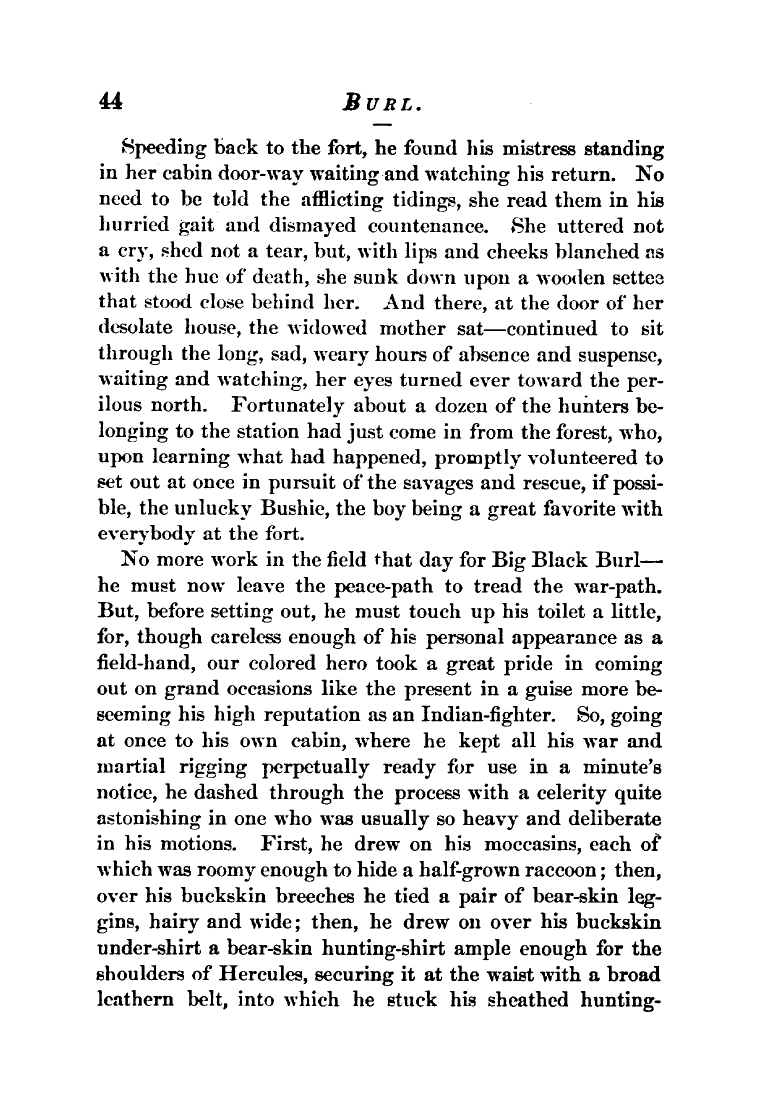 44 BURL.
Speeding back to the fort, he found his mistress standing
in her cabin door-way waiting and watching his return. No
need to be told the afflicting tidings, she read them in his
hurried gait and dismayed countenance. She uttered not
a cry, shed not a tear, but, with lips and cheeks blanched as
with the hue of death, she sunk down upon a wooden settee
that stood close behind her. And there, at the door of her
desolate house, the widowed mother sat—continued to sit
through the long, sad, weary hours of absence and suspense,
waiting and watching, her eyes turned ever toward the per-
ilous north. Fortunately about a dozen of the hunters be-
longing to the station had just come in from the forest, who,
upon learning what had happened, promptly volunteered to
set out at once in pursuit of the savages and rescue, if possi-
ble, the unlucky Bushie, the boy being a great favorite with
everybody at the fort.
No more work in the field that day for Big Black Burl—
he must now leave the peace-path to tread the war-path.
But, before setting out, he must touch up his toilet a little,
for, though careless enough of his personal appearance as a
field-hand, our colored hero took a great pride in coming
out on grand occasions like the present in a guise more be-
seeming his high reputation as an Indian-fighter. So, going
at once to his own cabin, where he kept all his war and
martial rigging perpetually ready for use in a minute's
notice, he dashed through the process with a celerity quite
astonishing in one who was usually so heavy and deliberate
in his motions. First, he drew on his moccasins, each of
which was roomy enough to hide a half-grown raccoon; then,
over his buckskin breeches he tied a pair of bear-skin leg-
gins, hairy and wide; then, he drew on over his buckskin
under-shirt a bear-skin hunting-shirt ample enough for the
shoulders of Hercules, securing it at the waist with a broad
leathern belt, into which he stuck his sheathed hunting-